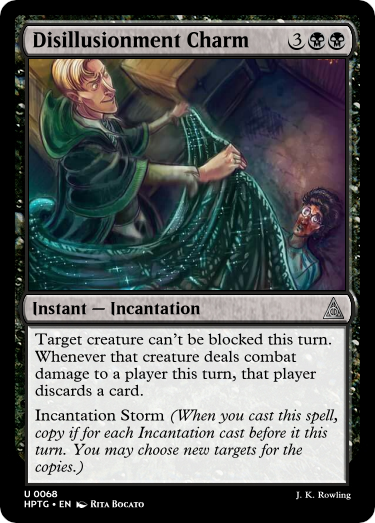 Disillusionment Charm 3
Instant — Incantation
Target creature can't be blocked this turn.
Whenever that creature deals combat
damage to a player this turn, that player
discards a card.
Incantation Storm (When you cast this spell,
copy if for each Incantation cast before it this
turn. You may choose new targets for the
copies.)
U 0068
HPTG • EN Rita Bocato
J. K. Rowling